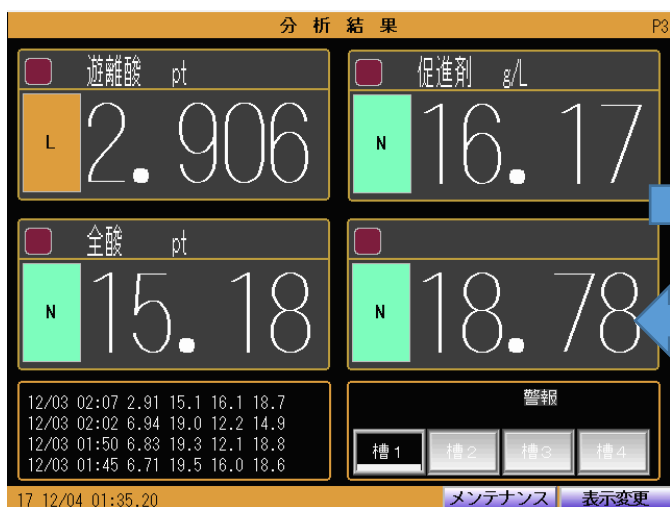 分析結果 P3
遊離酸 pt
L 2.906
促進剤 g/L
N 16.17
全酸 pt
N 15.18
N 18.78
12/03 02:07 2.91 15.1 16.1 18.7
12/03 02:02 6.94 19.0 12.2 14.9
12/03 01:50 6.83 19.3 12.1 18.8
12/03 01:45 6.71 19.5 16.0 18.6
警報
槽1 槽2 槽3 槽4
17 12/04 01:35.20 メンテナンス 表示変更